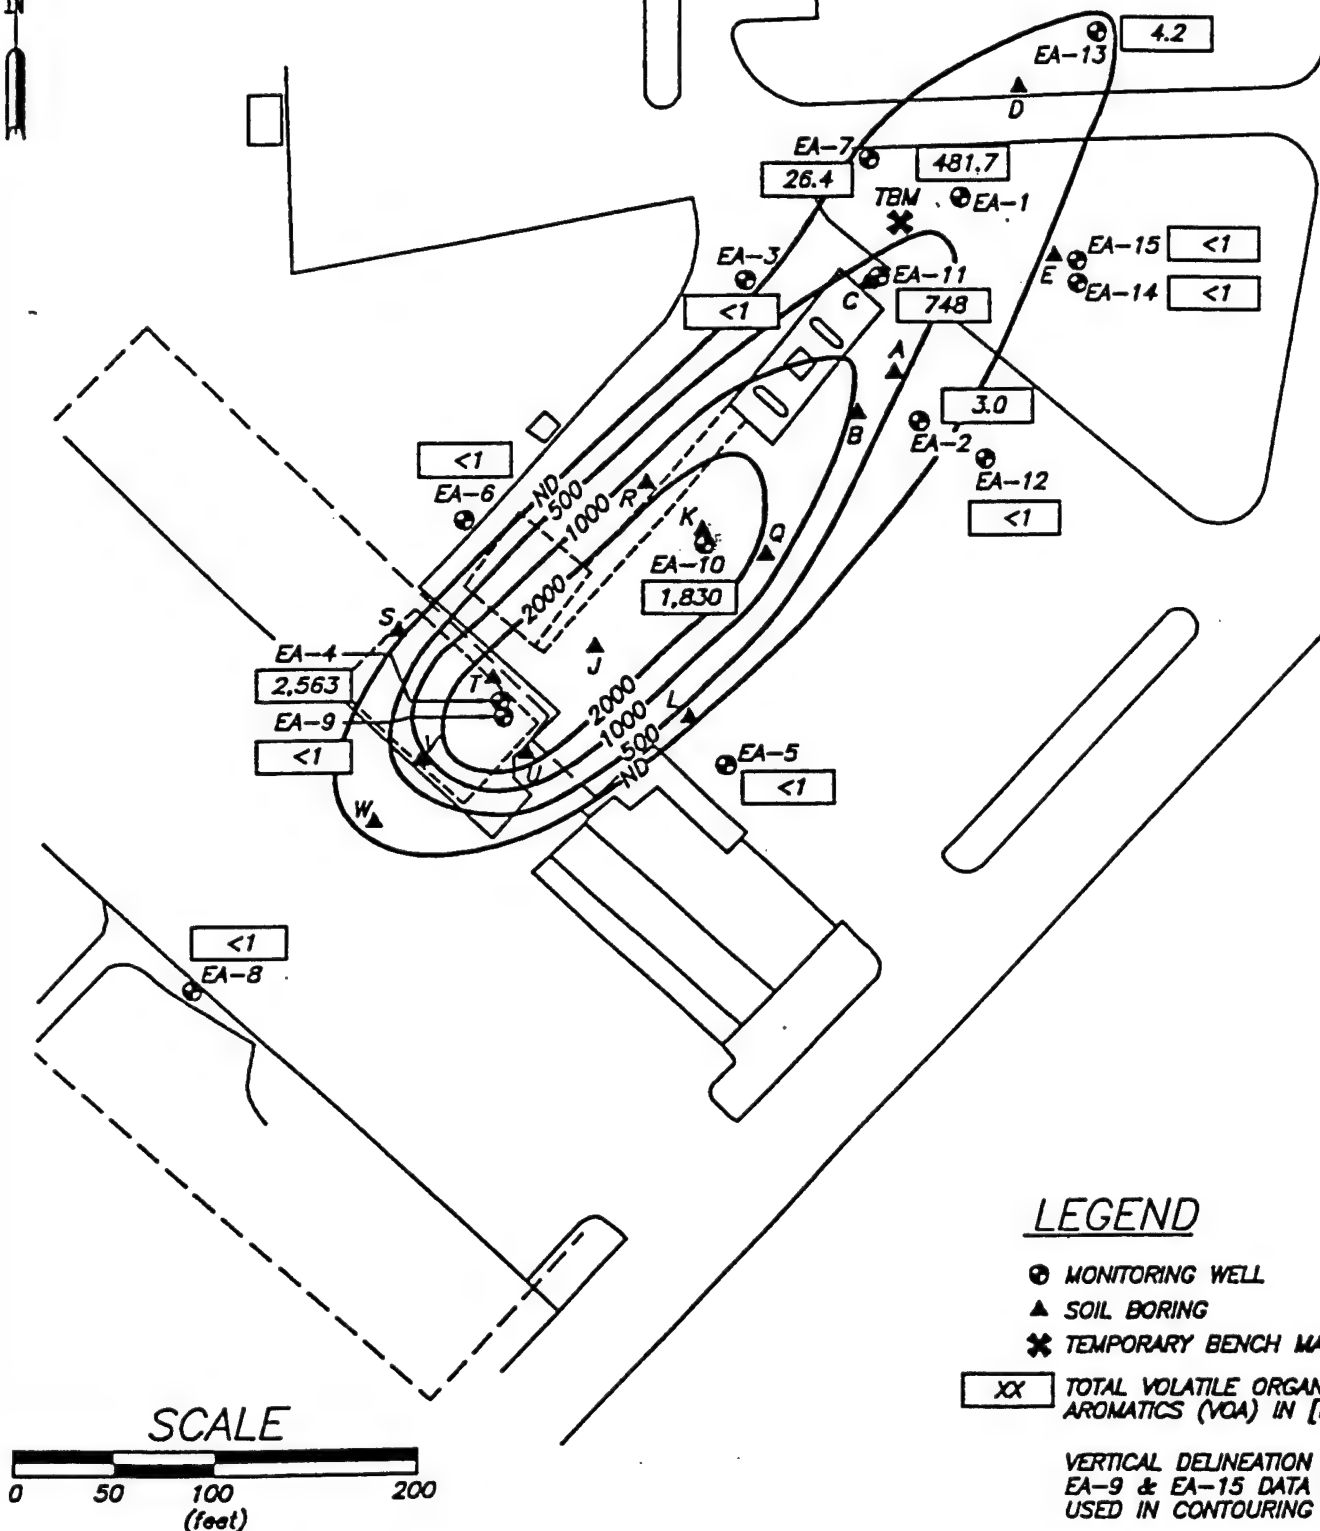 N
4.2
EA-13
D
EA-7
481.7
26.4
EA-1
TBM
EA-15
<1
EA-3
EA-11
E
EA-14
<1
C
<1
748
A
3.0
B
EA-2
<1
EA-6
ND
500
R
EA-12
<1
1000
K
Q
EA-10
2000
1,830
S
EA-4
J
2,563
T
EA-9
2000
L
1000
500
ND
<1
V
U
EA-5
<1
W
<1
EA-8
LEGEND
MONITORING WELL
SOIL BORING
TEMPORARY BENCH
XX
TOTAL VOLATILE
AROMATICS (VOA) IN
VERTICAL DELINEATION
EA-9 & EA-15 DATA
USED IN CONTOURING
SCALE
0 50 100 200
(feet)